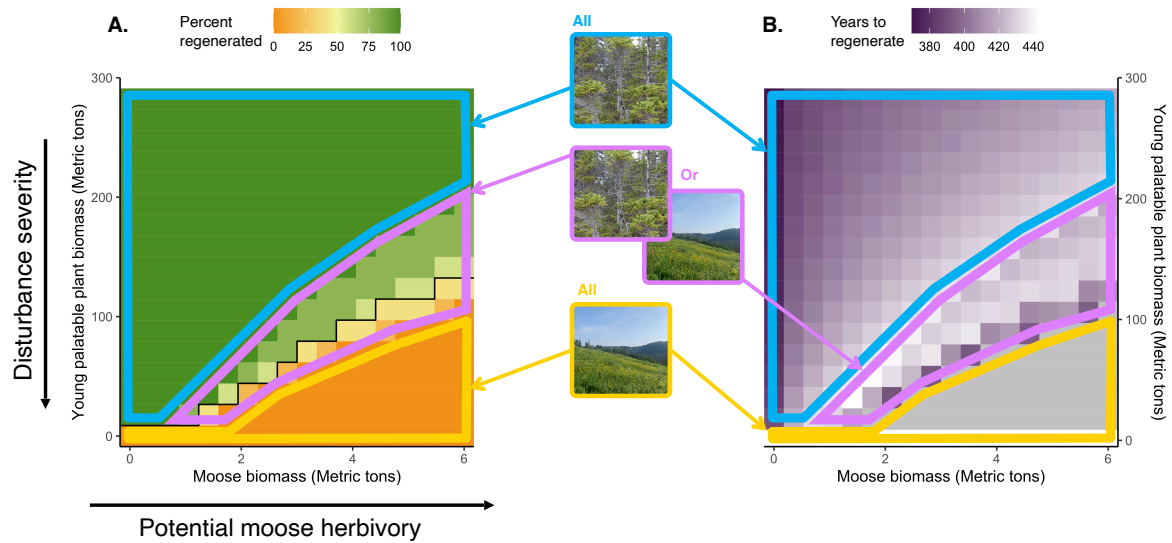 A.
Percent
regenerated
0 25 50 75 100
All
B.
Years to
regenerate
380 400 420 440
Or
All
Disturbance severity
Young palatable plant biomass (Metric tons)
300
200
100
0
0 2 4 6
Moose biomass (Metric tons)
Potential moose herbivory
0 2 4 6
Moose biomass (Metric tons)
300
200
100
0
Young palatable plant biomass (Metric tons)